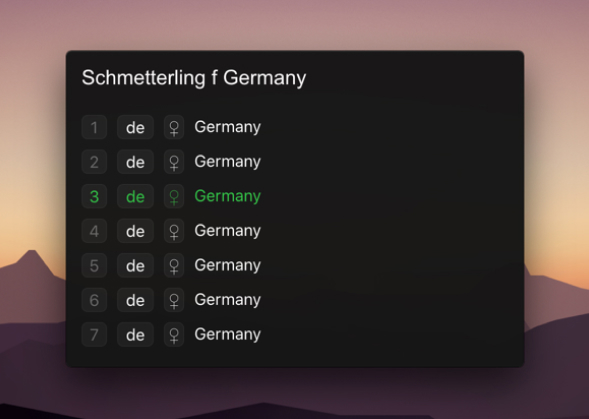 Schmetterling f Germany
1 de ♀ Germany
2 de ♀ Germany
3 de ♀ Germany
4 de ♀ Germany
5 de ♀ Germany
6 de ♀ Germany
7 de ♀ Germany